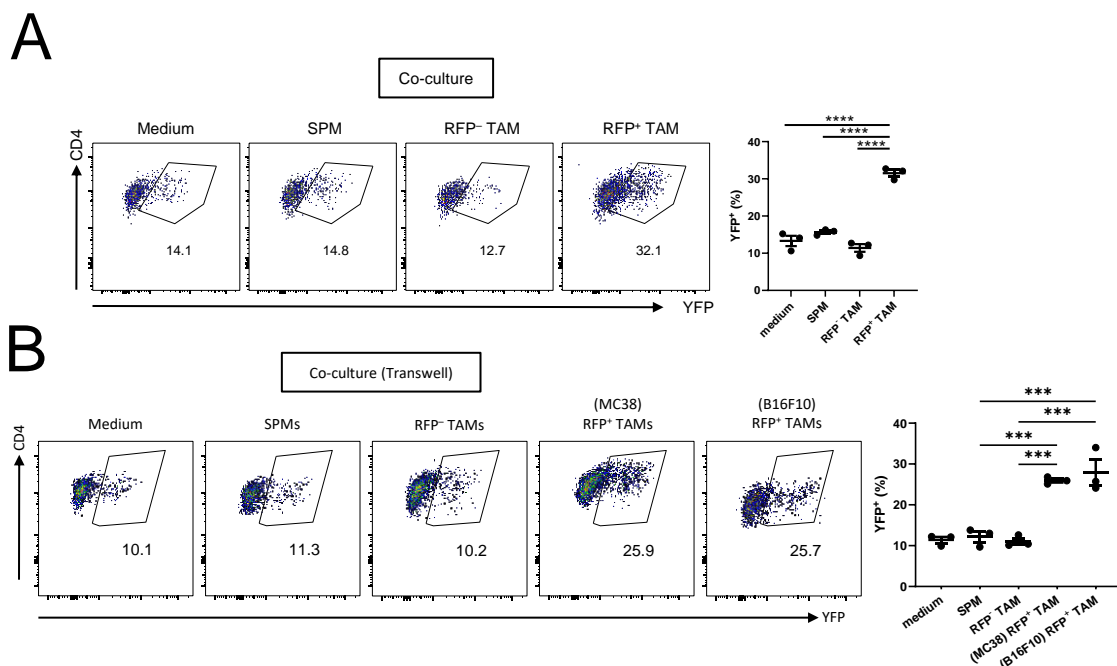 A
Co-culture
Medium SPM RFP– TAM RFP+ TAM
CD4
14.1 14.8 12.7 32.1
YFP
****
****
****
YFP+ (%)
40
30
20
10
0
medium SPM RFP- TAM RFP+ TAM
B
Co-culture (Transwell)
(MC38) (B16F10)
Medium SPMs RFP– TAMs RFP+ TAMs RFP+ TAMs
CD4
10.1 11.3 10.2 25.9 25.7
YFP
***
***
***
***
YFP+ (%)
40
30
20
10
0
medium SPM RFP- TAM (MC38) RFP+ TAM (B16F10) RFP+ TAM